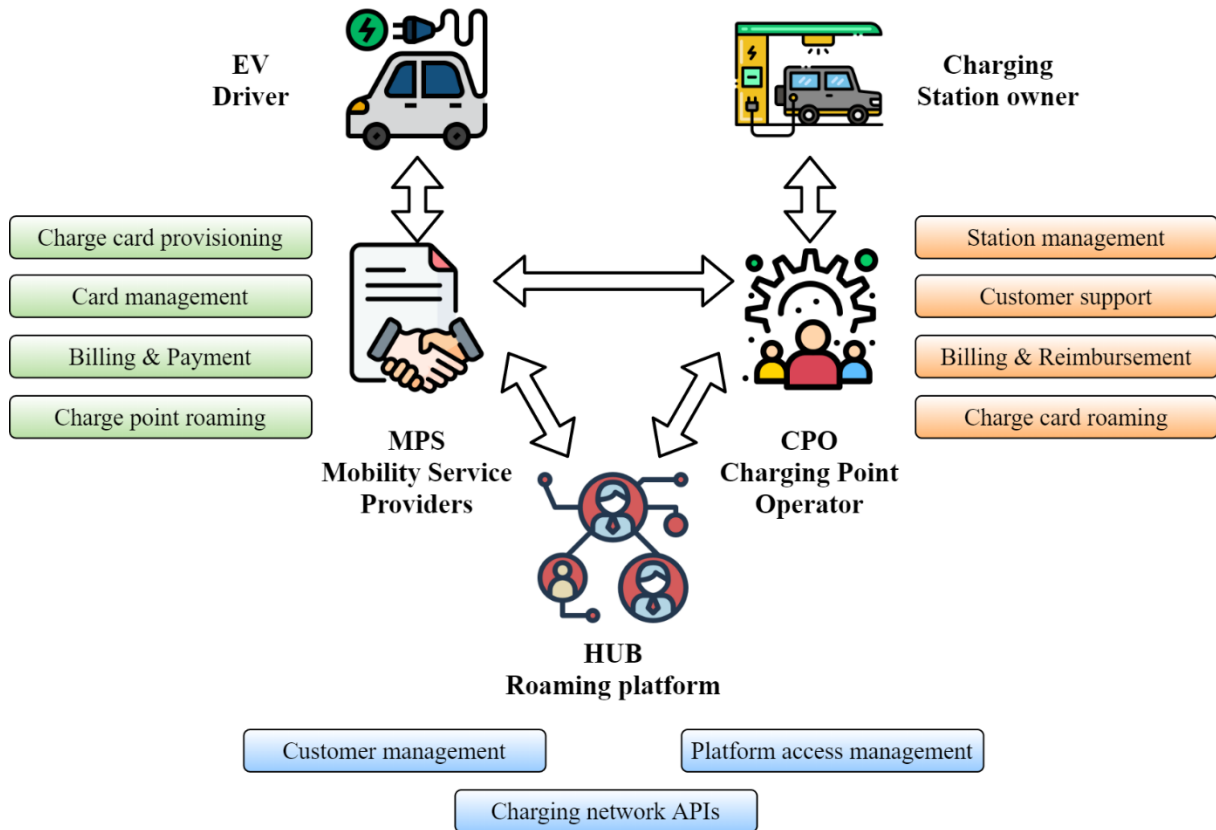 EV
Driver
Charging
Station owner
Charge card provisioning
Card management
Billing & Payment
Charge point roaming
Station management
Customer support
Billing & Reimbursement
Charge card roaming
MPS
Mobility Service
Providers
CPO
Charging Point
Operator
HUB
Roaming platform
Customer management
Platform access management
Charging network APIs